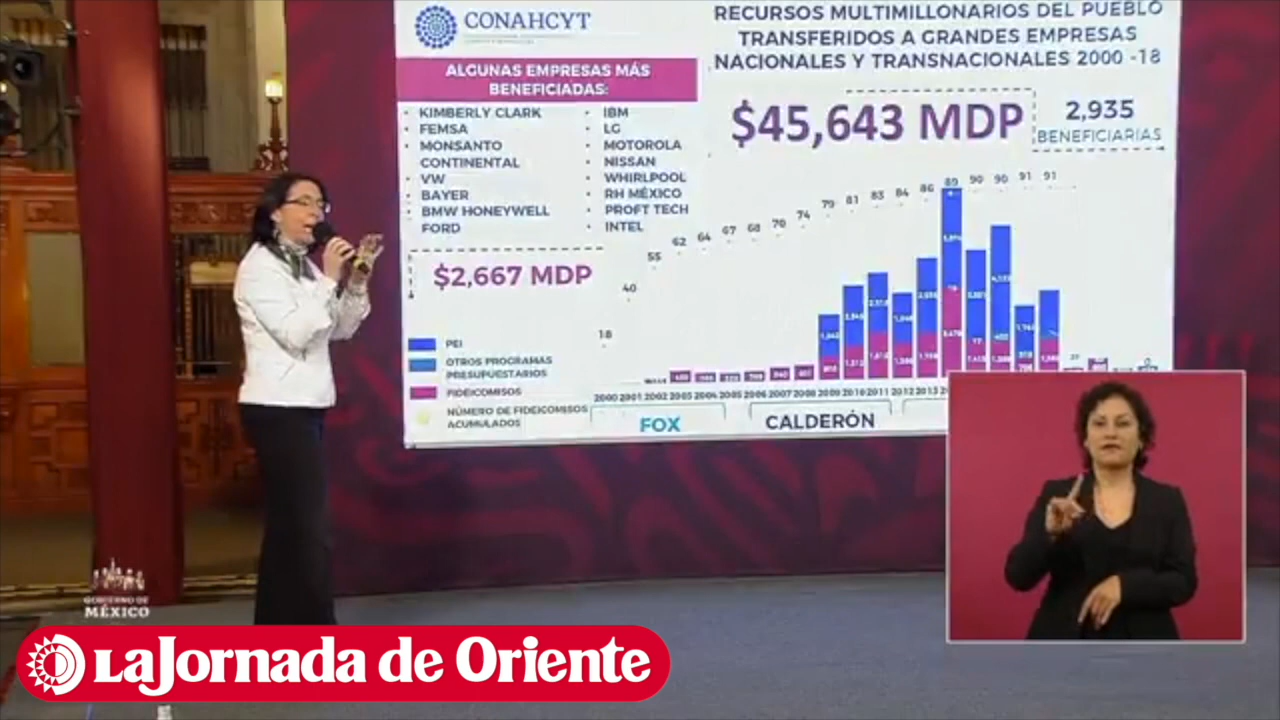 CONAHCYT
RECURSOS MULTIMILLONARIOS DEL PUEBLO
TRANSFERIDOS A GRANDES EMPRESAS
NACIONALES Y TRANSNACIONALES 2000 -18
ALGUNAS EMPRESAS MÁS
BENEFICIADAS:
• KIMBERLY CLARK
• FEMSA
• MONSANTO
CONTINENTAL
• VW
• BAYER
• BMW HONEYWELL
FORD
• IBM
• LG
• MOTOROLA
• NISSAN
• WHIRLPOOL
• RH MÉXICO
• PROFT TECH
• INTEL
$2,667 MDP
$45,643 MDP
2,935
BENEFICIARIAS
18 40 55 62 64 67 68 70 74 79 81 83 84 86 89 90 90 91 91
PEI
OTROS PROGRAMAS
PRESUPUESTARIOS
FIDEICOMISOS
NÚMERO DE FIDEICOMISOS
ACUMULADOS
2000 2001 2002 2003 2004 2005 2006 2007 2008 2009 2010 2011 2012 2013
FOX
CALDERÓN
GOBIERNO DE
MÉXICO
LaJornada de Oriente